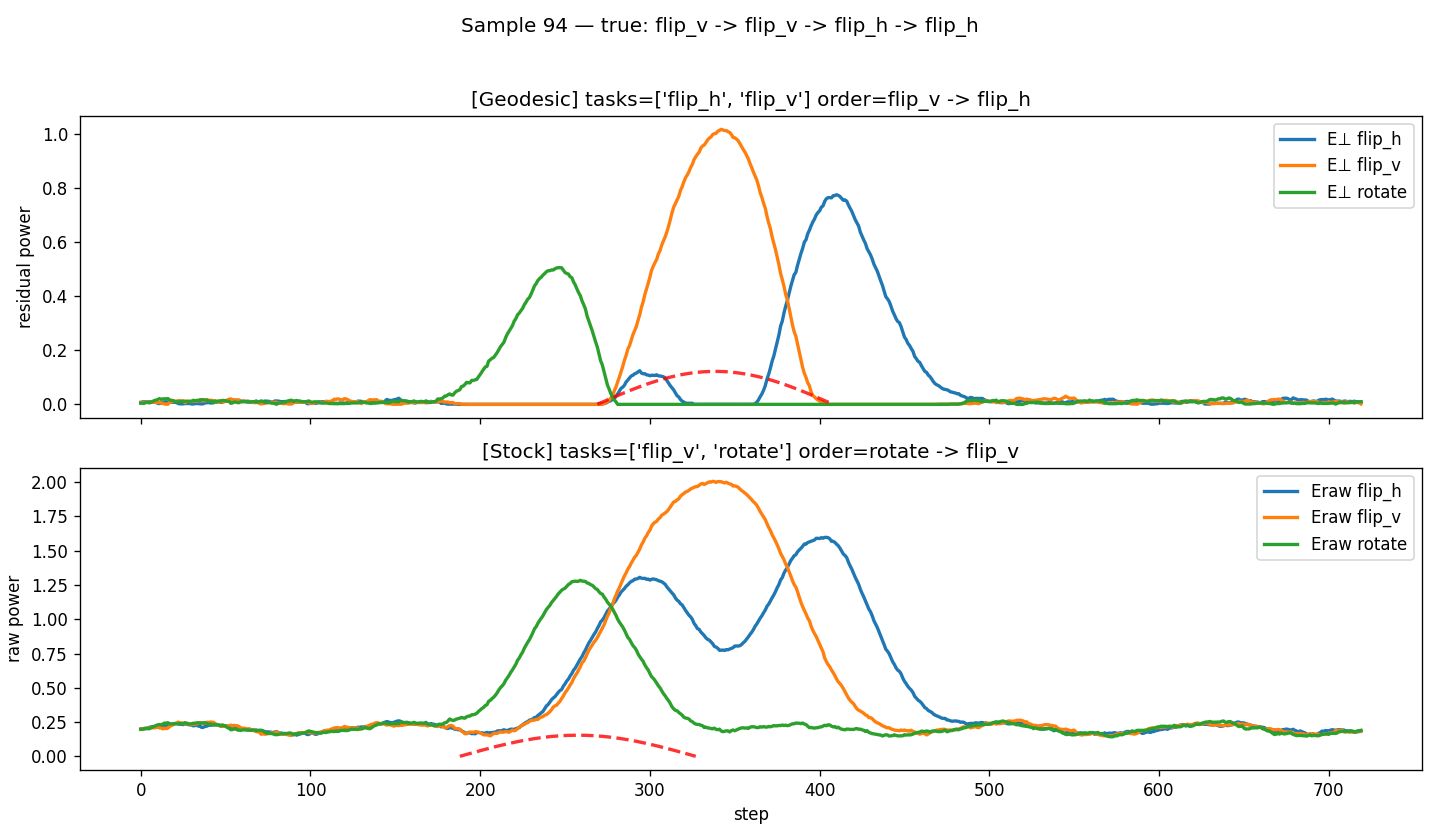 Sample 94 — true: flip_v -> flip_v -> flip_h -> flip_h
[Geodesic] tasks=['flip_h', 'flip_v'] order=flip_v -> flip_h
residual power
1.0
0.8
0.6
0.4
0.2
0.0
E⊥ flip_h
E⊥ flip_v
E⊥ rotate
[Stock] tasks=['flip_v', 'rotate'] order=rotate -> flip_v
raw power
2.00
1.75
1.50
1.25
1.00
0.75
0.50
0.25
0.00
Eraw flip_h
Eraw flip_v
Eraw rotate
0 100 200 300 400 500 600 700
step